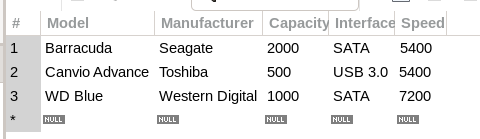 # Model Manufacturer Capacity Interface Speed
1 Barracuda Seagate 2000 SATA 5400
2 Canvio Advance Toshiba 500 USB 3.0 5400
3 WD Blue Western Digital 1000 SATA 7200
* NULL NULL NULL NULL NULL